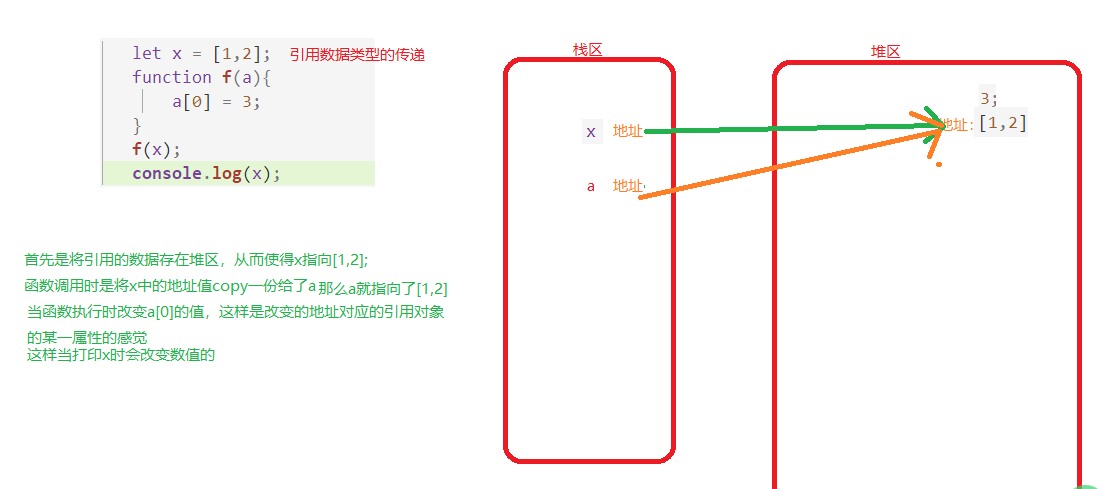 let x = [1,2];
引用数据类型的传递
function f(a){
a[0] = 3;
}
f(x);
console.log(x);
首先是将引用的数据存在堆区，从而使得x指向[1,2];
函数调用时是将x中的地址值copy一份给了a 那么a就指向了[1,2]
当函数执行时改变a[0]的值，这样是改变的地址对应的引用对象
的某一属性的感觉
这样当打印x时会改变数值的
栈区
x 地址
a 地址
堆区
3;
地址: [1,2]